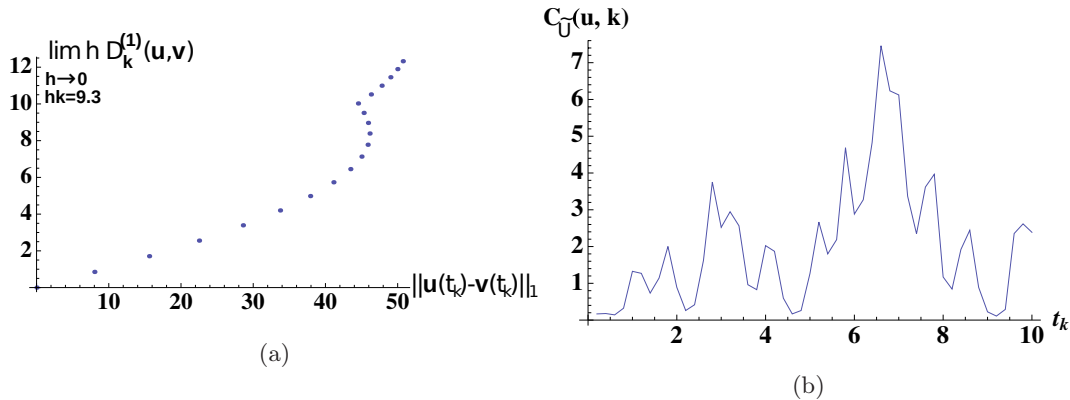 lim h D_k^(1)(u,v)
h→0
hk=9.3
12
10
8
6
4
2
10 20 30 40 50
||u(t_k)-v(t_k)||_1
(a)
C_Ũ(u, k)
7
6
5
4
3
2
1
2 4 6 8 10
t_k
(b)